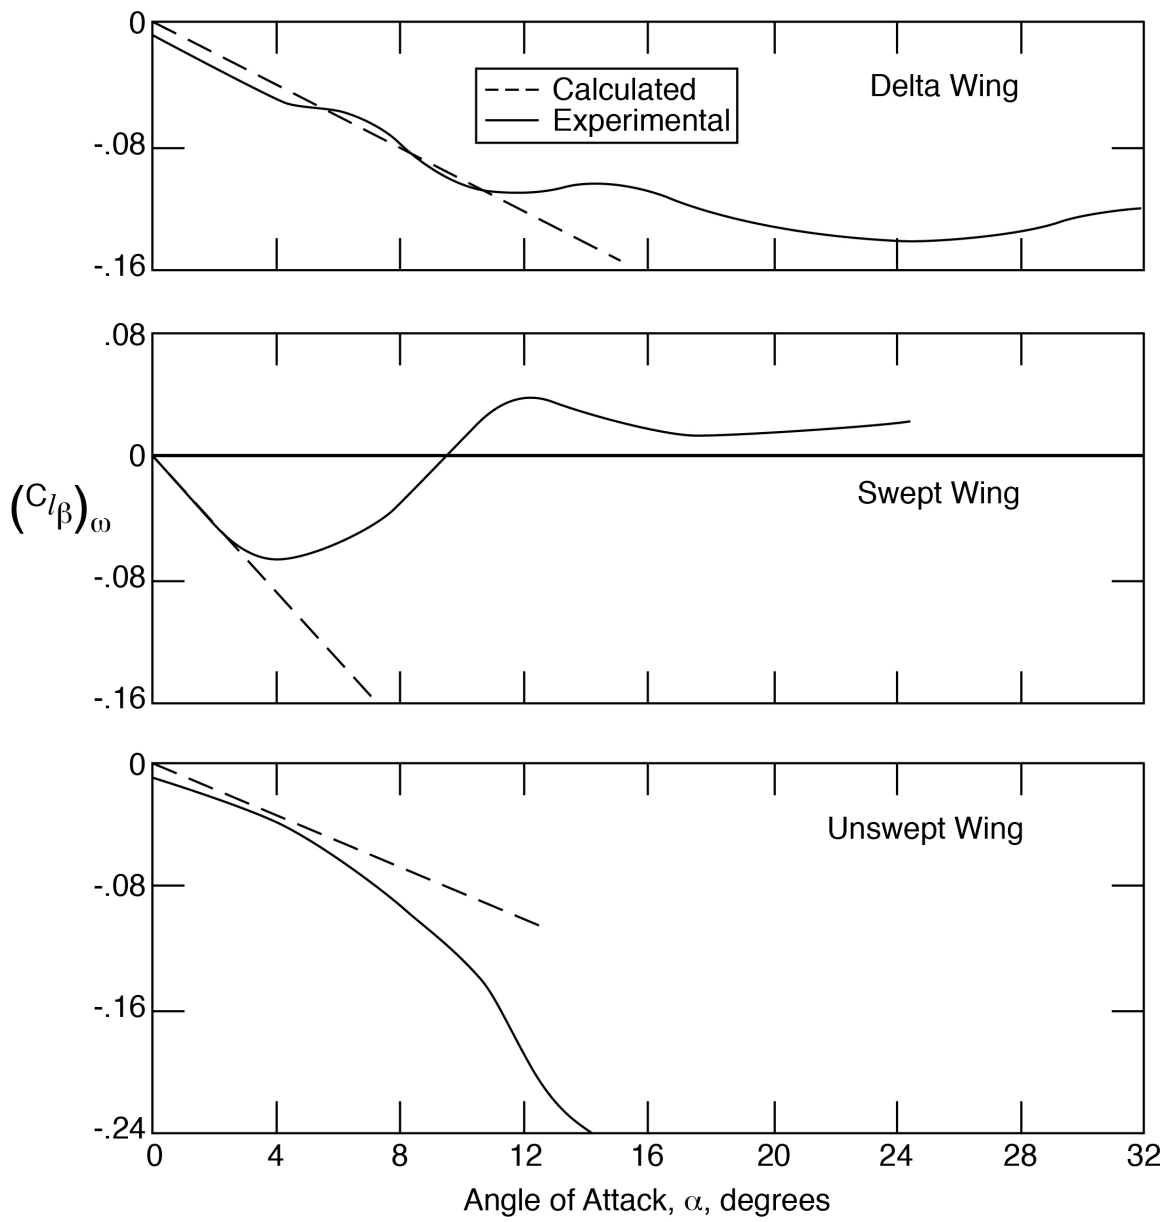 0
Calculated
Experimental
Delta Wing
-.08
-.16
.08
0
Swept Wing
(Clβ)ω
-.08
-.16
0
Unswept Wing
-.08
-.16
-.24
0 4 8 12 16 20 24 28 32
Angle of Attack, α, degrees